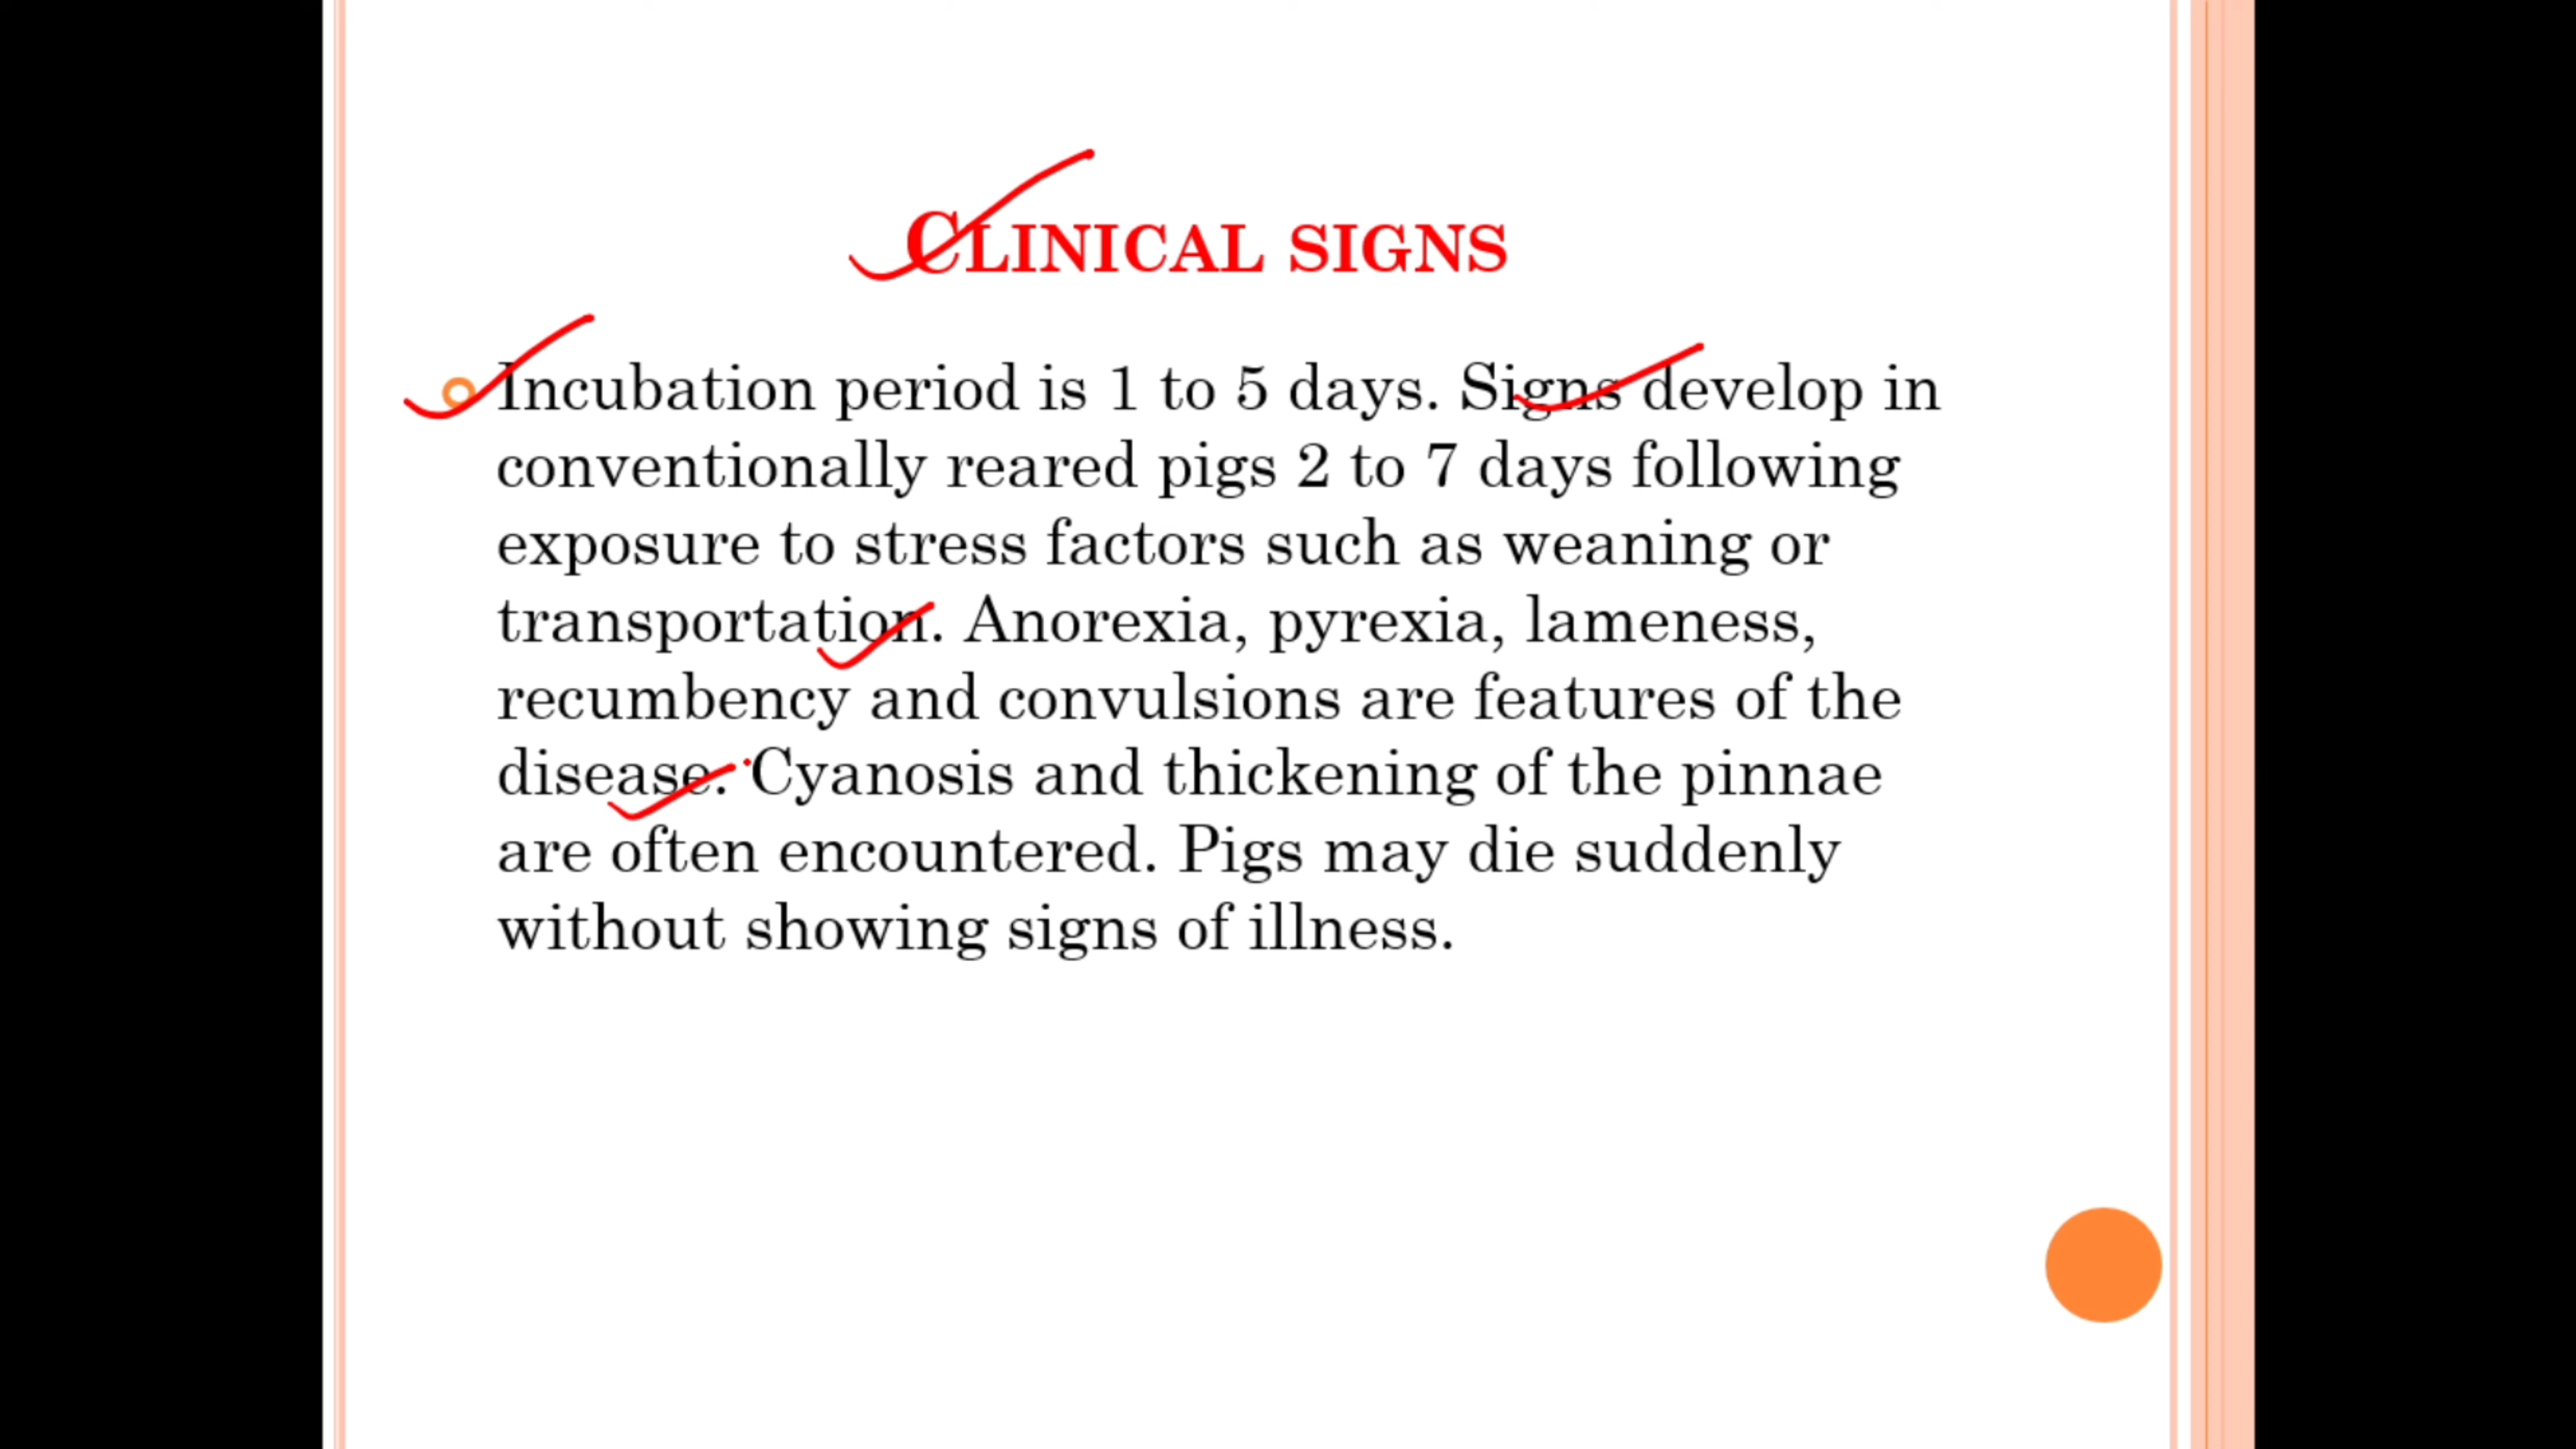 CLINICAL SIGNS
Incubation period is 1 to 5 days. Signs develop in
conventionally reared pigs 2 to 7 days following
exposure to stress factors such as weaning or
transportation. Anorexia, pyrexia, lameness,
recumbency and convulsions are features of the
disease. Cyanosis and thickening of the pinnae
are often encountered. Pigs may die suddenly
without showing signs of illness.